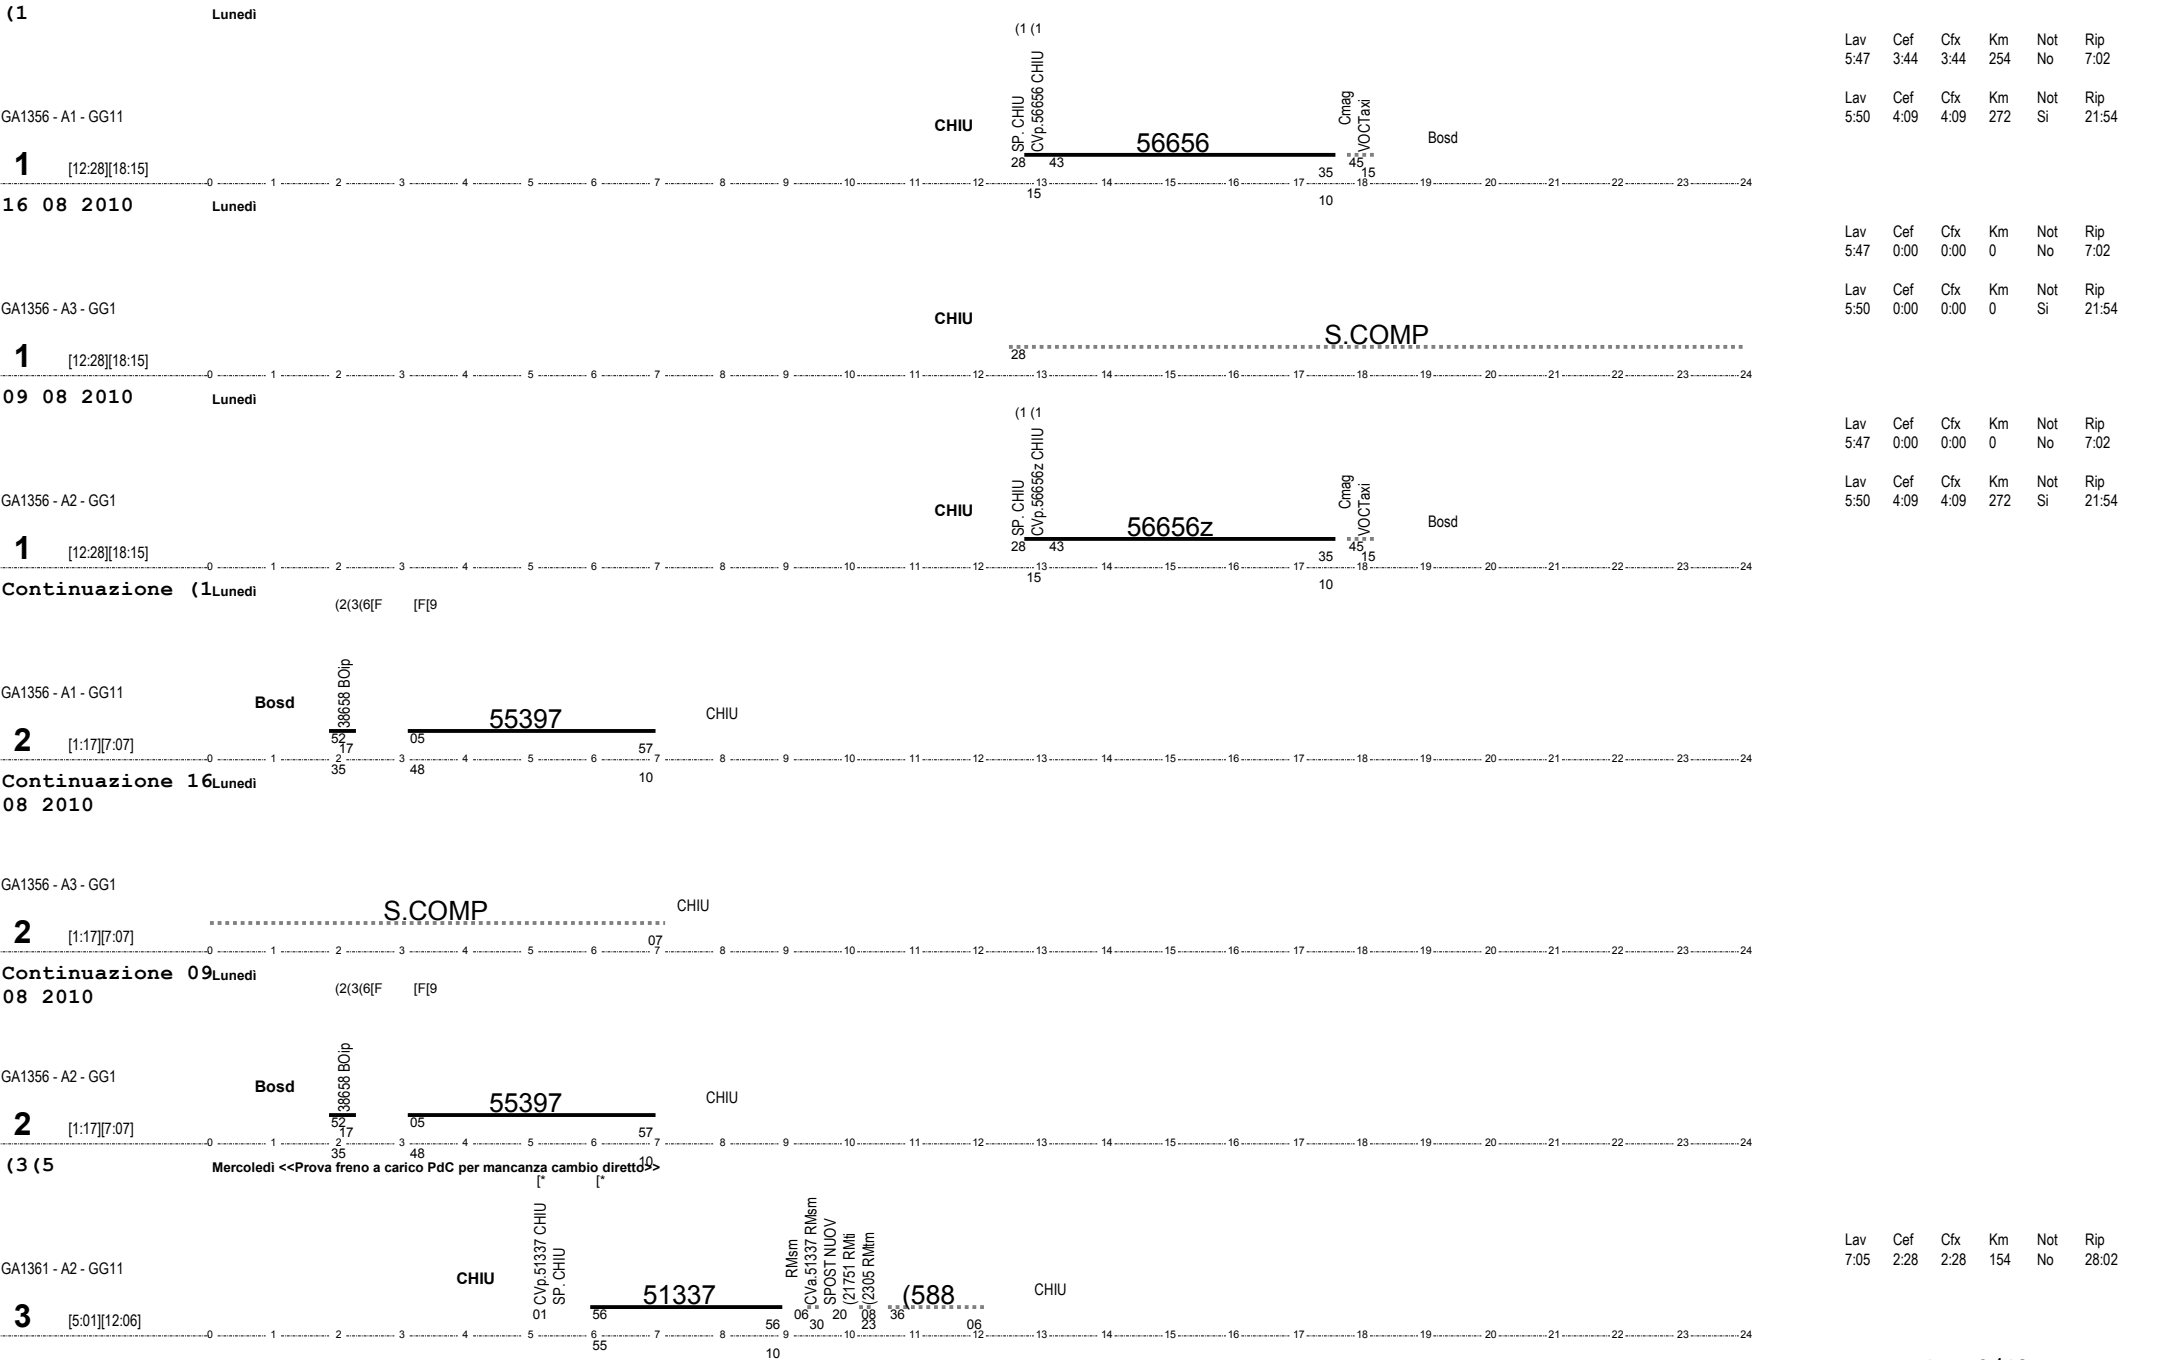 (1 Lunedì
(1 (1
Lav Cef Cfx Km Not Rip
5:47 3:44 3:44 254 No 7:02
Lav Cef Cfx Km Not Rip
5:50 4:09 4:09 272 Si 21:54
GA1356 - A1 - GG11
CHIU
SP. CHIU
CVp.56656 CHIU
56656
Cmag
VOCTaxi
Bosd
1 [12:28][18:15]
28 43 35 45 15
0 1 2 3 4 5 6 7 8 9 10 11 12 13 14 15 16 17 18 19 20 21 22 23 24
15 10
16 08 2010 Lunedì
Lav Cef Cfx Km Not Rip
5:47 0:00 0:00 0 No 7:02
Lav Cef Cfx Km Not Rip
5:50 0:00 0:00 0 Si 21:54
GA1356 - A3 - GG1
CHIU
S.COMP
1 [12:28][18:15]
28
0 1 2 3 4 5 6 7 8 9 10 11 12 13 14 15 16 17 18 19 20 21 22 23 24
09 08 2010 Lunedì
(1 (1
Lav Cef Cfx Km Not Rip
5:47 0:00 0:00 0 No 7:02
Lav Cef Cfx Km Not Rip
5:50 4:09 4:09 272 Si 21:54
GA1356 - A2 - GG1
CHIU
SP. CHIU
CVp.56656z CHIU
56656z
Cmag
VOCTaxi
Bosd
1 [12:28][18:15]
28 43 35 45 15
0 1 2 3 4 5 6 7 8 9 10 11 12 13 14 15 16 17 18 19 20 21 22 23 24
15 10
Continuazione (1 Lunedì
(2(3(6[F [F[9
GA1356 - A1 - GG11
Bosd
38658 BOip
55397
CHIU
2 [1:17][7:07]
52 17 05 57
0 1 2 3 4 5 6 7 8 9 10 11 12 13 14 15 16 17 18 19 20 21 22 23 24
35 48 10
Continuazione 16 Lunedì
08 2010
GA1356 - A3 - GG1
S.COMP
CHIU
2 [1:17][7:07]
07
0 1 2 3 4 5 6 7 8 9 10 11 12 13 14 15 16 17 18 19 20 21 22 23 24
Continuazione 09 Lunedì
08 2010
(2(3(6[F [F[9
GA1356 - A2 - GG1
Bosd
38658 BOip
55397
CHIU
2 [1:17][7:07]
52 17 05 57
0 1 2 3 4 5 6 7 8 9 10 11 12 13 14 15 16 17 18 19 20 21 22 23 24
35 48 10
(3(5 Mercoledì <<Prova freno a carico PdC per mancanza cambio diretto>>
[* [*
Lav Cef Cfx Km Not Rip
7:05 2:28 2:28 154 No 28:02
GA1361 - A2 - GG11
CHIU
CVp.51337 CHIU
SP. CHIU
51337
RMsm
CVa.51337 RMsm
SPOST NUOV
(21751 RMti
(2305 RMtm
(588
CHIU
3 [5:01][12:06]
01 56 56 06 30 20 08 23 36 06
0 1 2 3 4 5 6 7 8 9 10 11 12 13 14 15 16 17 18 19 20 21 22 23 24
55 10